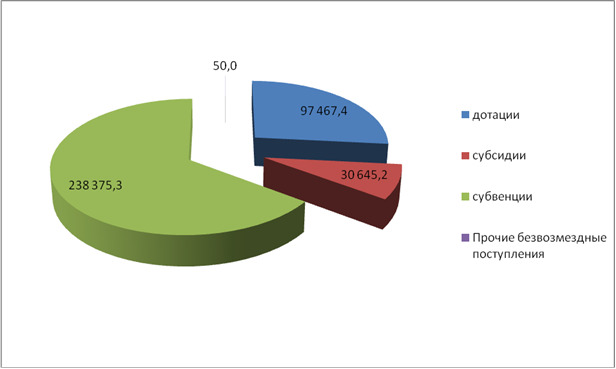 50,0
97 467,4
30 645,2
238 375,3
дотации
субсидии
субвенции
Прочие безвозмездные
поступления